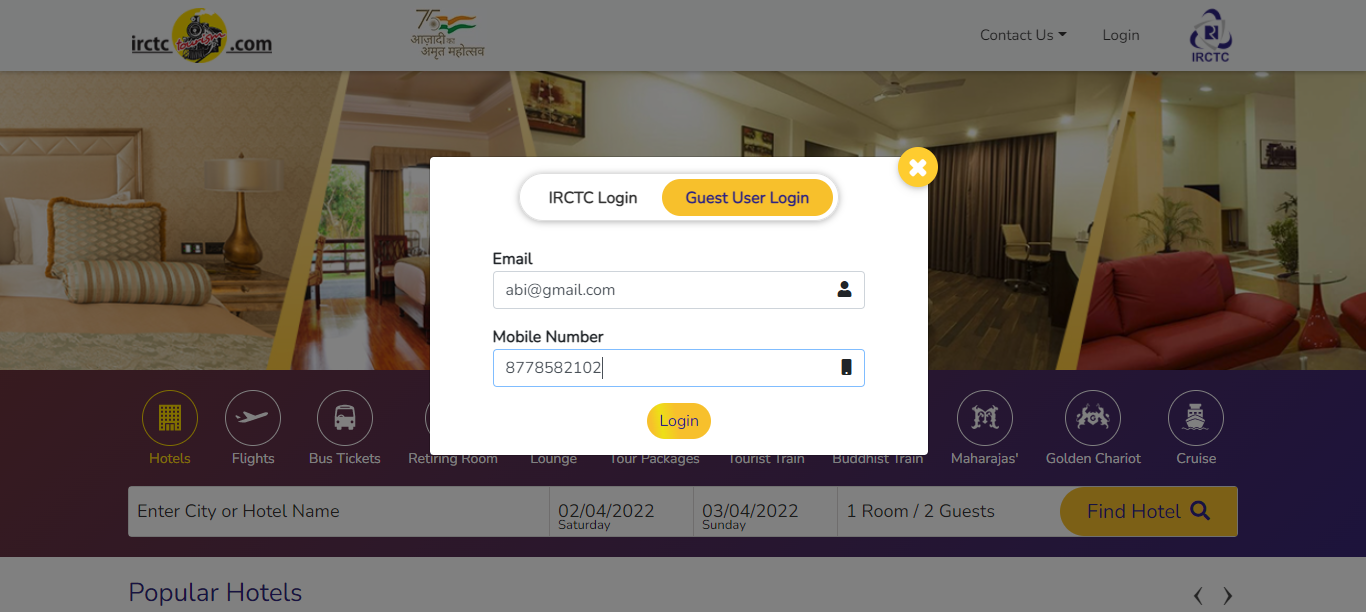 irctc tourism .com
75
आज़ादी का
अमृत महोत्सव
Contact Us
Login
IRCTC
IRCTC Login
Guest User Login
Email
abi@gmail.com
Mobile Number
8778582102
Login
Hotels
Flights
Bus Tickets
Retiring Room
Lounge
Tour Packages
Tourist Train
Buddhist Train
Maharajas'
Golden Chariot
Cruise
Enter City or Hotel Name
02/04/2022
Saturday
03/04/2022
Sunday
1 Room / 2 Guests
Find Hotel
Popular Hotels